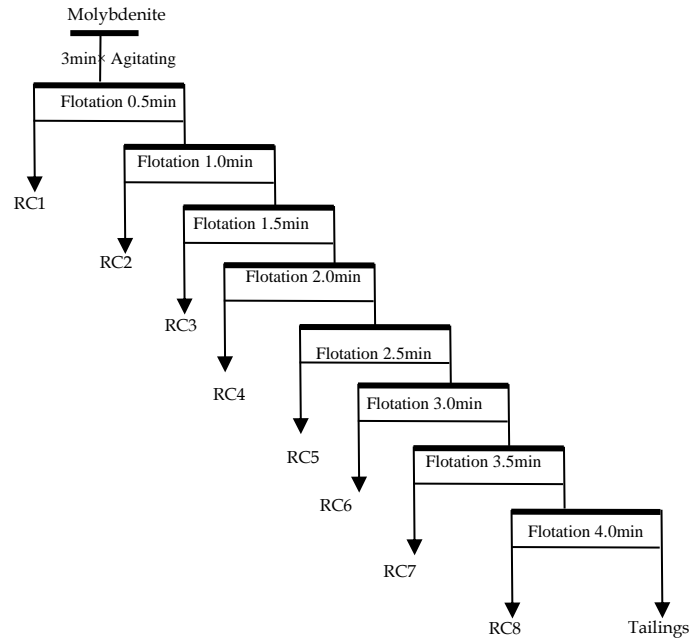 Molybdenite
3min× Agitating
Flotation 0.5min
Flotation 1.0min
RC1
Flotation 1.5min
RC2
Flotation 2.0min
RC3
Flotation 2.5min
RC4
Flotation 3.0min
RC5
Flotation 3.5min
RC6
Flotation 4.0min
RC7
RC8
Tailings